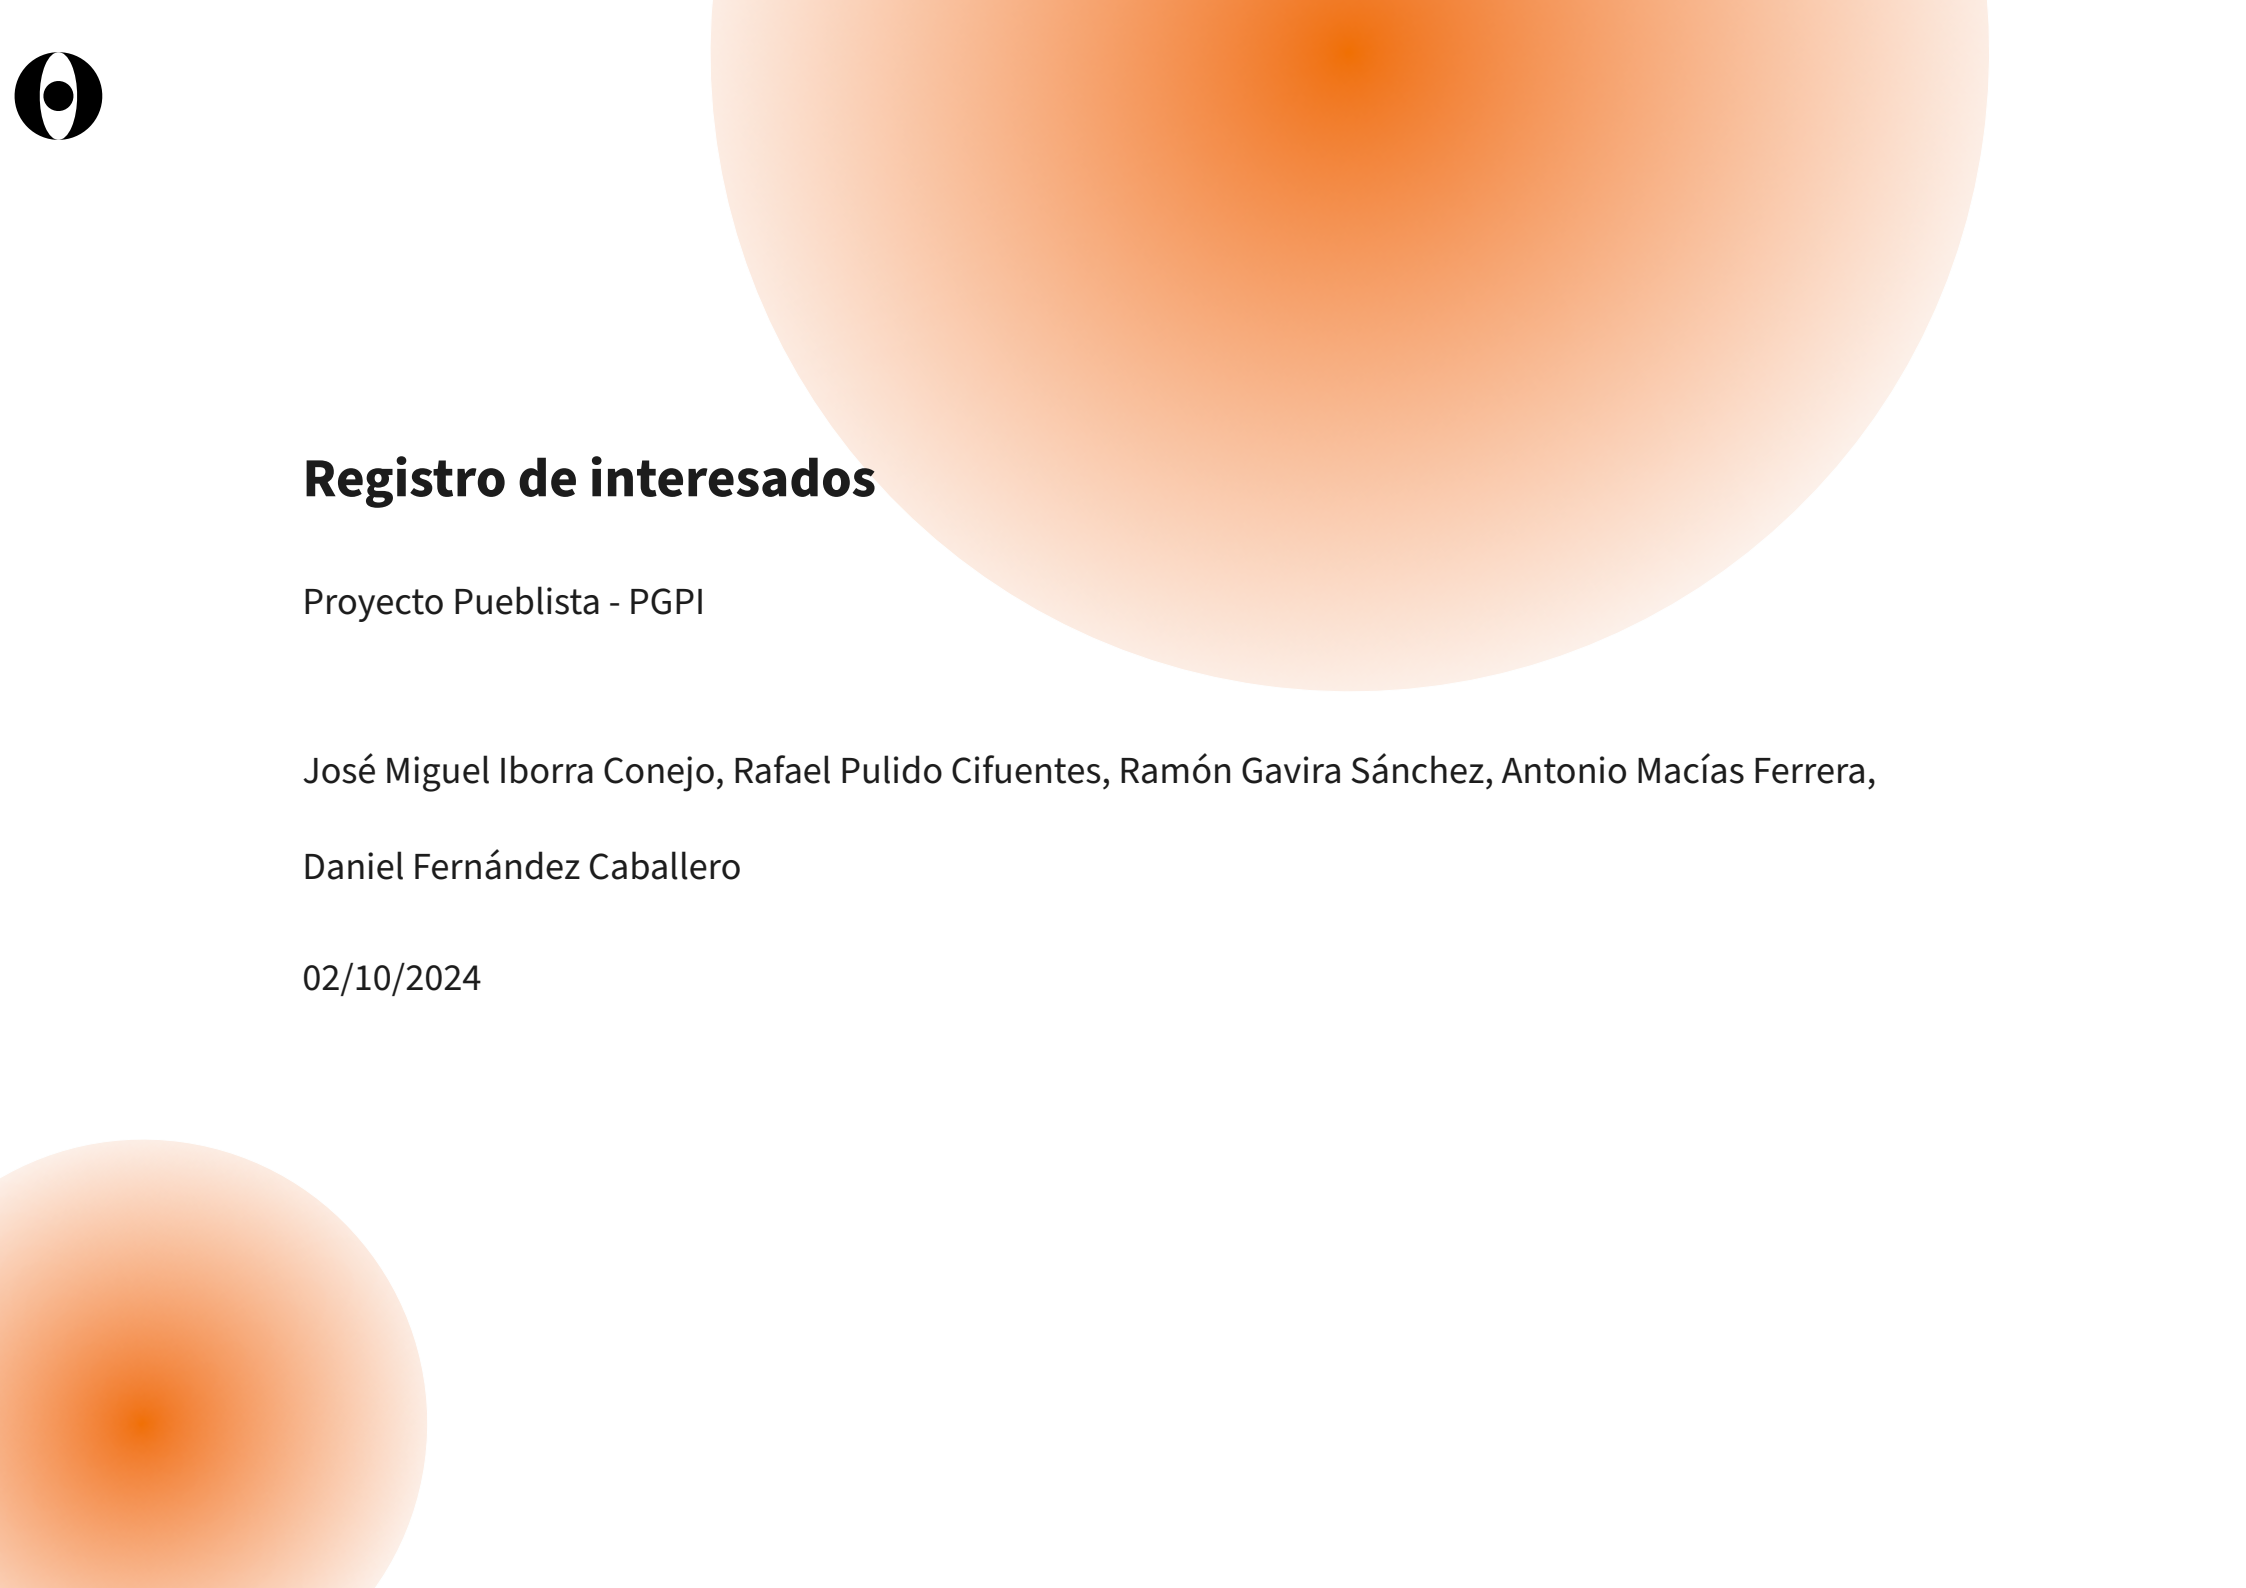 Registro de interesados
Proyecto Pueblista - PGPI
José Miguel Iborra Conejo, Rafael Pulido Cifuentes, Ramón Gavira Sánchez, Antonio Macías Ferrera,
Daniel Fernández Caballero
02/10/2024